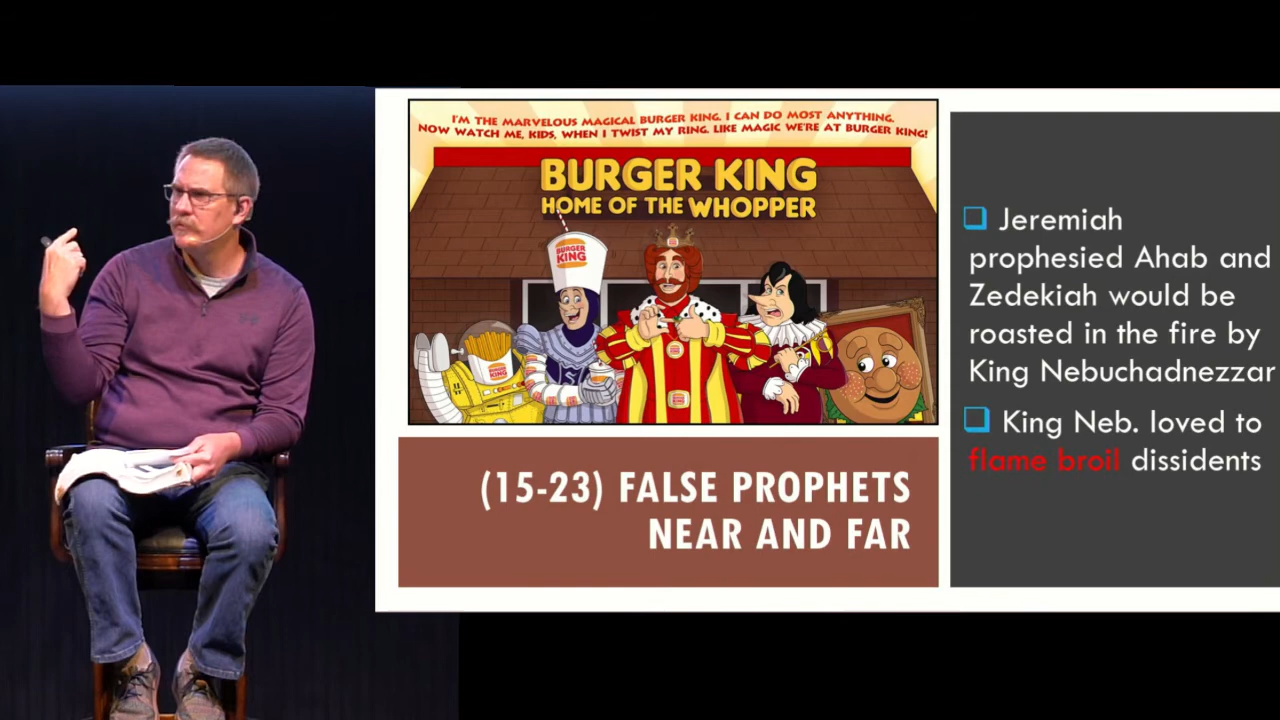 I'M THE MARVELOUS MAGICAL BURGER KING. I CAN DO MOST ANYTHING.
NOW WATCH ME, KIDS, WHEN I TWIST MY RING. LIKE MAGIC WE'RE AT BURGER KING!
BURGER KING
HOME OF THE WHOPPER
BURGER
KING
BURGER
KING
(15-23) FALSE PROPHETS
NEAR AND FAR
❑ Jeremiah
prophesied Ahab and
Zedekiah would be
roasted in the fire by
King Nebuchadnezzar
❑ King Neb. loved to
flame broil dissidents